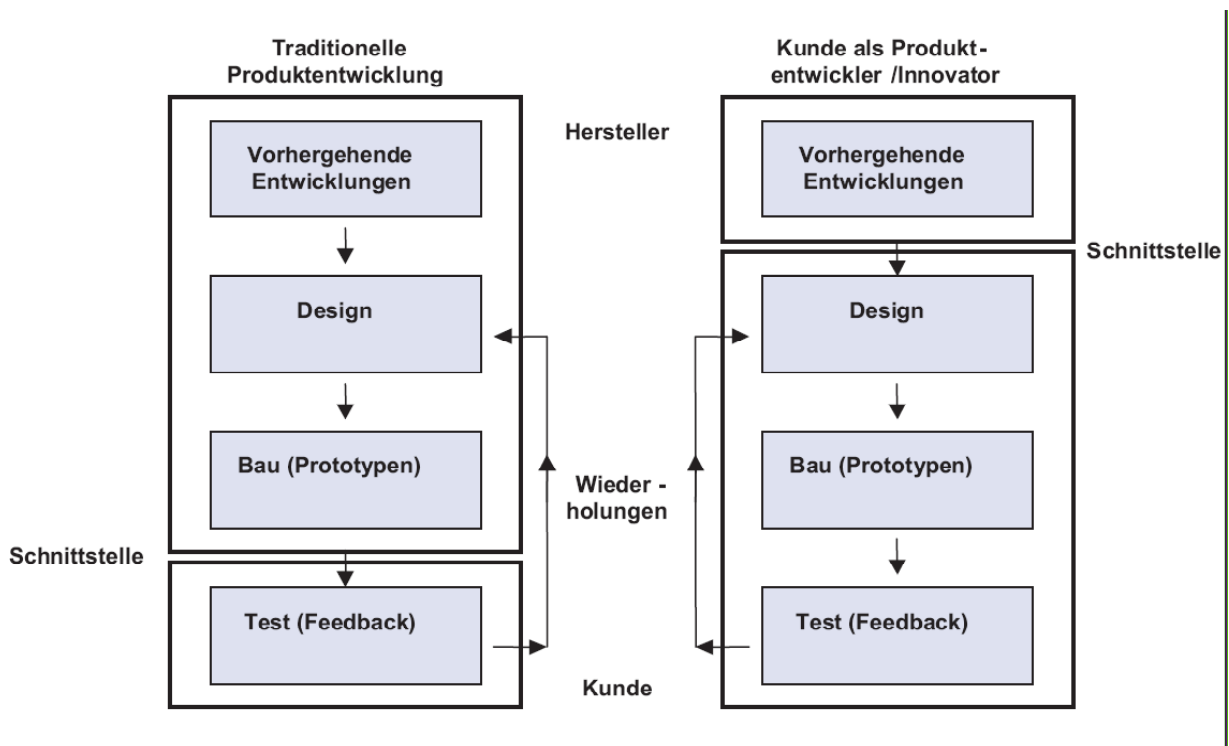 Traditionelle
Produktentwicklung
Kunde als Produkt-
entwickler /Innovator
Hersteller
Vorhergehende
Entwicklungen
Vorhergehende
Entwicklungen
Schnittstelle
Design
Design
Bau (Prototypen)
Bau (Prototypen)
Wieder -
holungen
Schnittstelle
Test (Feedback)
Test (Feedback)
Kunde